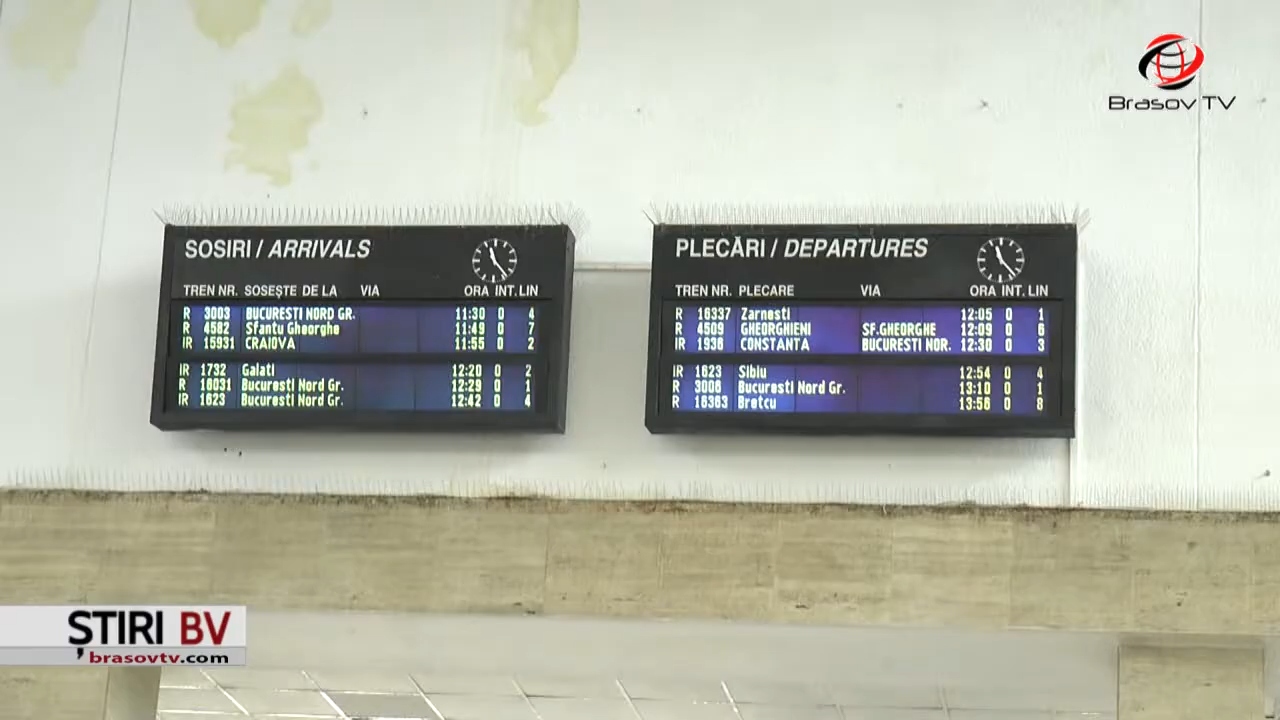 Brasov TV
SOSIRI / ARRIVALS
TREN NR. SOSEȘTE DE LA VIA ORA INT. LIN
R 3003 BUCURESTI NORD GR. 11:30 0 4
R 4582 Sfantu Gheorghe 11:49 0 7
IR 15931 CRAIOVA 11:55 0 2
IR 1732 Galati 12:20 0 2
R 16031 Bucuresti Nord Gr. 12:29 0 1
IR 1623 Bucuresti Nord Gr. 12:42 0 4
PLECĂRI / DEPARTURES
TREN NR. PLECARE VIA ORA INT. LIN
R 16337 Zarnesti 12:05 0 1
R 4509 GHEORGHIENI SF.GHEORGHE 12:09 0 6
IR 1936 CONSTANTA BUCURESTI NOR. 12:30 0 3
IR 1623 Sibiu 12:54 0 4
R 3006 Bucuresti Nord Gr. 13:10 0 1
R 16363 Bretcu 13:56 0 8
ȘTIRI BV
brasovtv.com